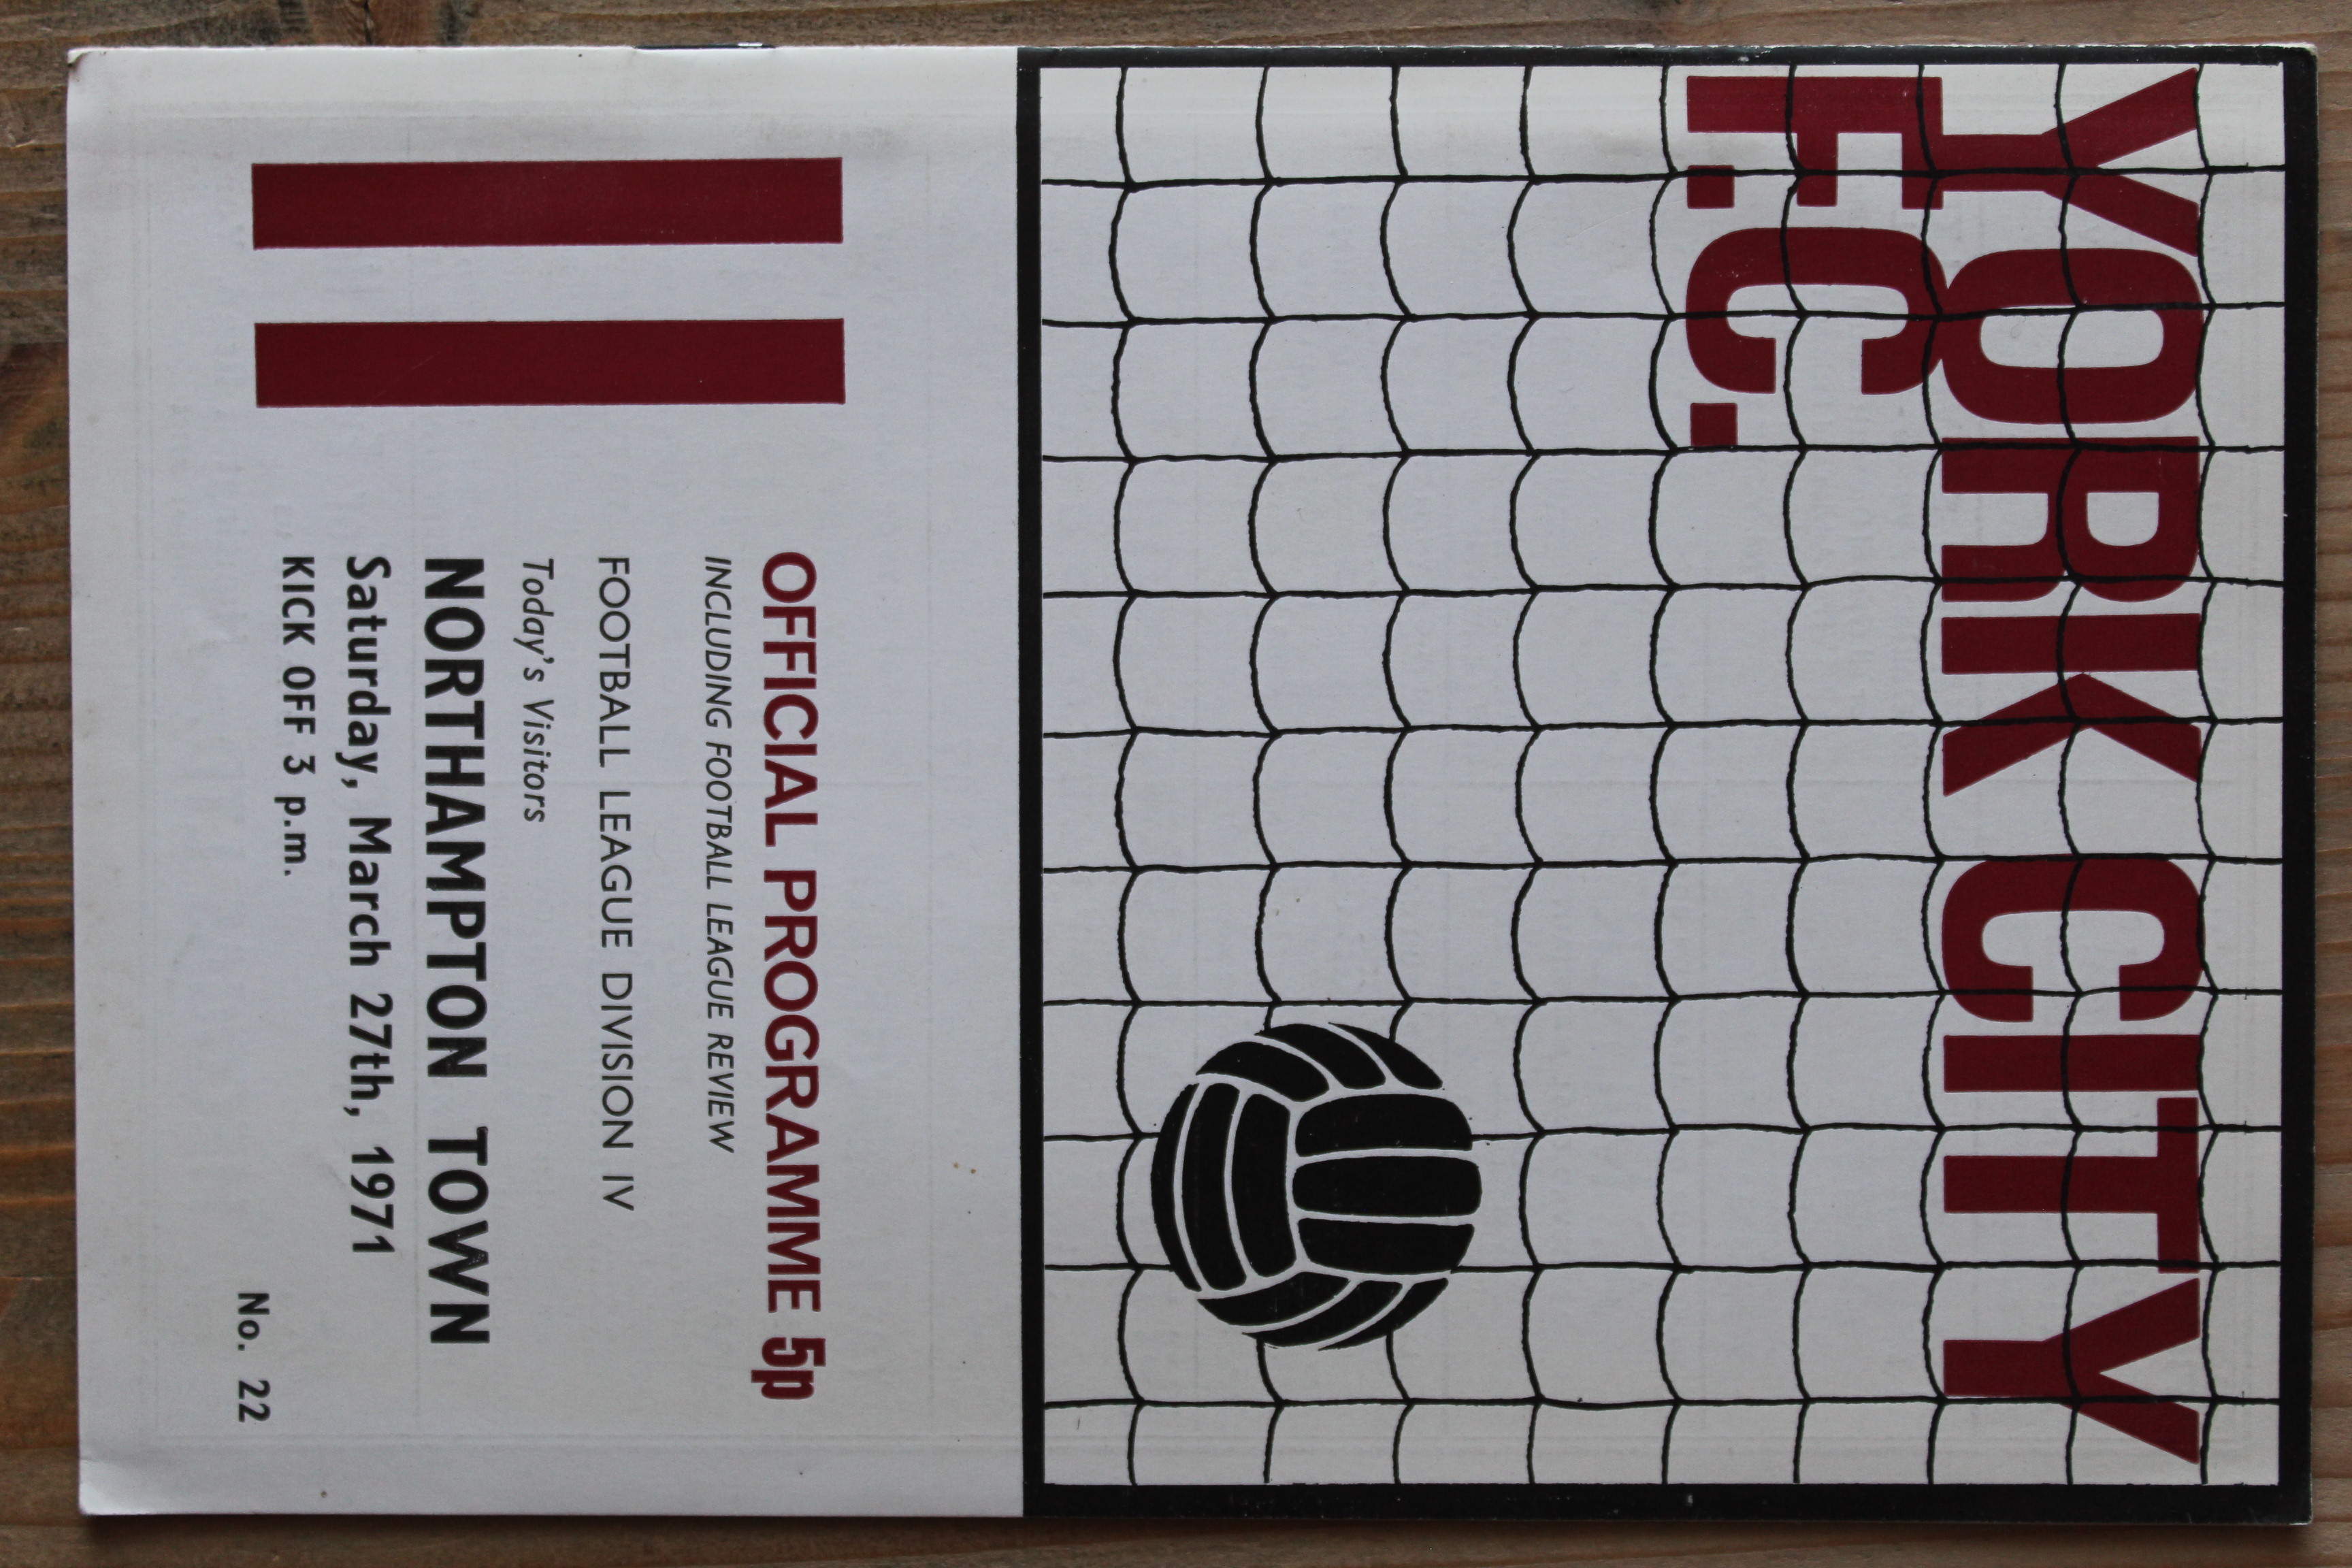 YORK CITY
F.C.
OFFICIAL PROGRAMME 5p
INCLUDING FOOTBALL LEAGUE REVIEW
FOOTBALL LEAGUE DIVISION IV
Today's Visitors
NORTHAMPTON TOWN
Saturday, March 27th, 1971
KICK OFF 3 p.m.
No. 22